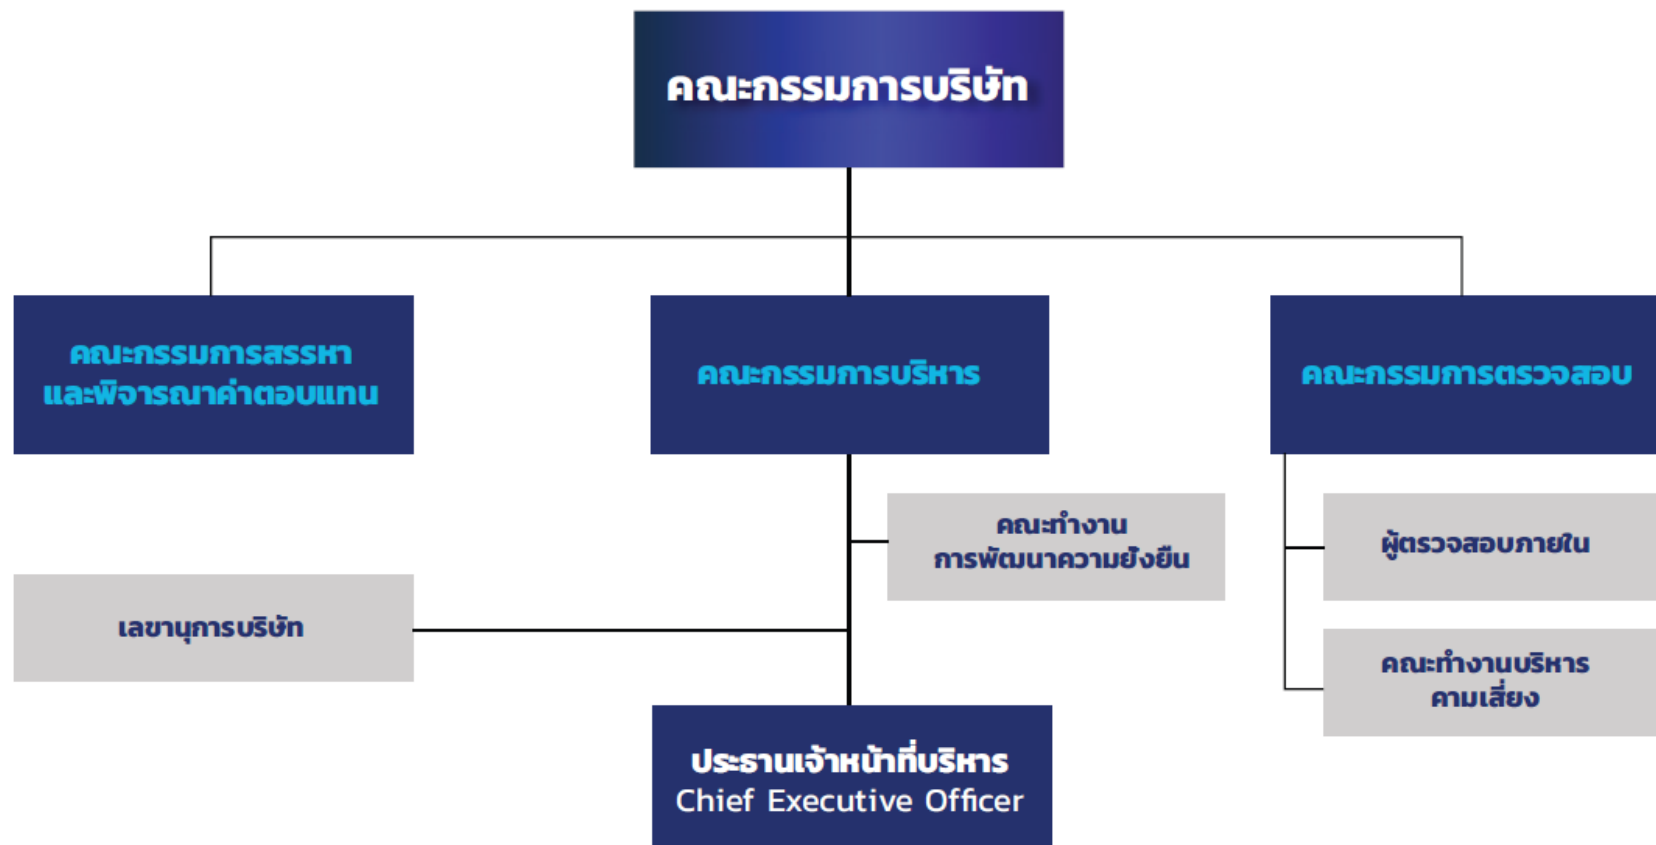 คณะกรรมการบริษัท
คณะกรรมการสรรหา
และพิจารณาค่าตอบแทน
คณะกรรมการบริหาร
คณะกรรมการตรวจสอบ
คณะทำงาน
การพัฒนาความยั่งยืน
ผู้ตรวจสอบภายใน
เลขานุการบริษัท
คณะทำงานบริหาร
คามเสี่ยง
ประธานเจ้าหน้าที่บริหาร
Chief Executive Officer